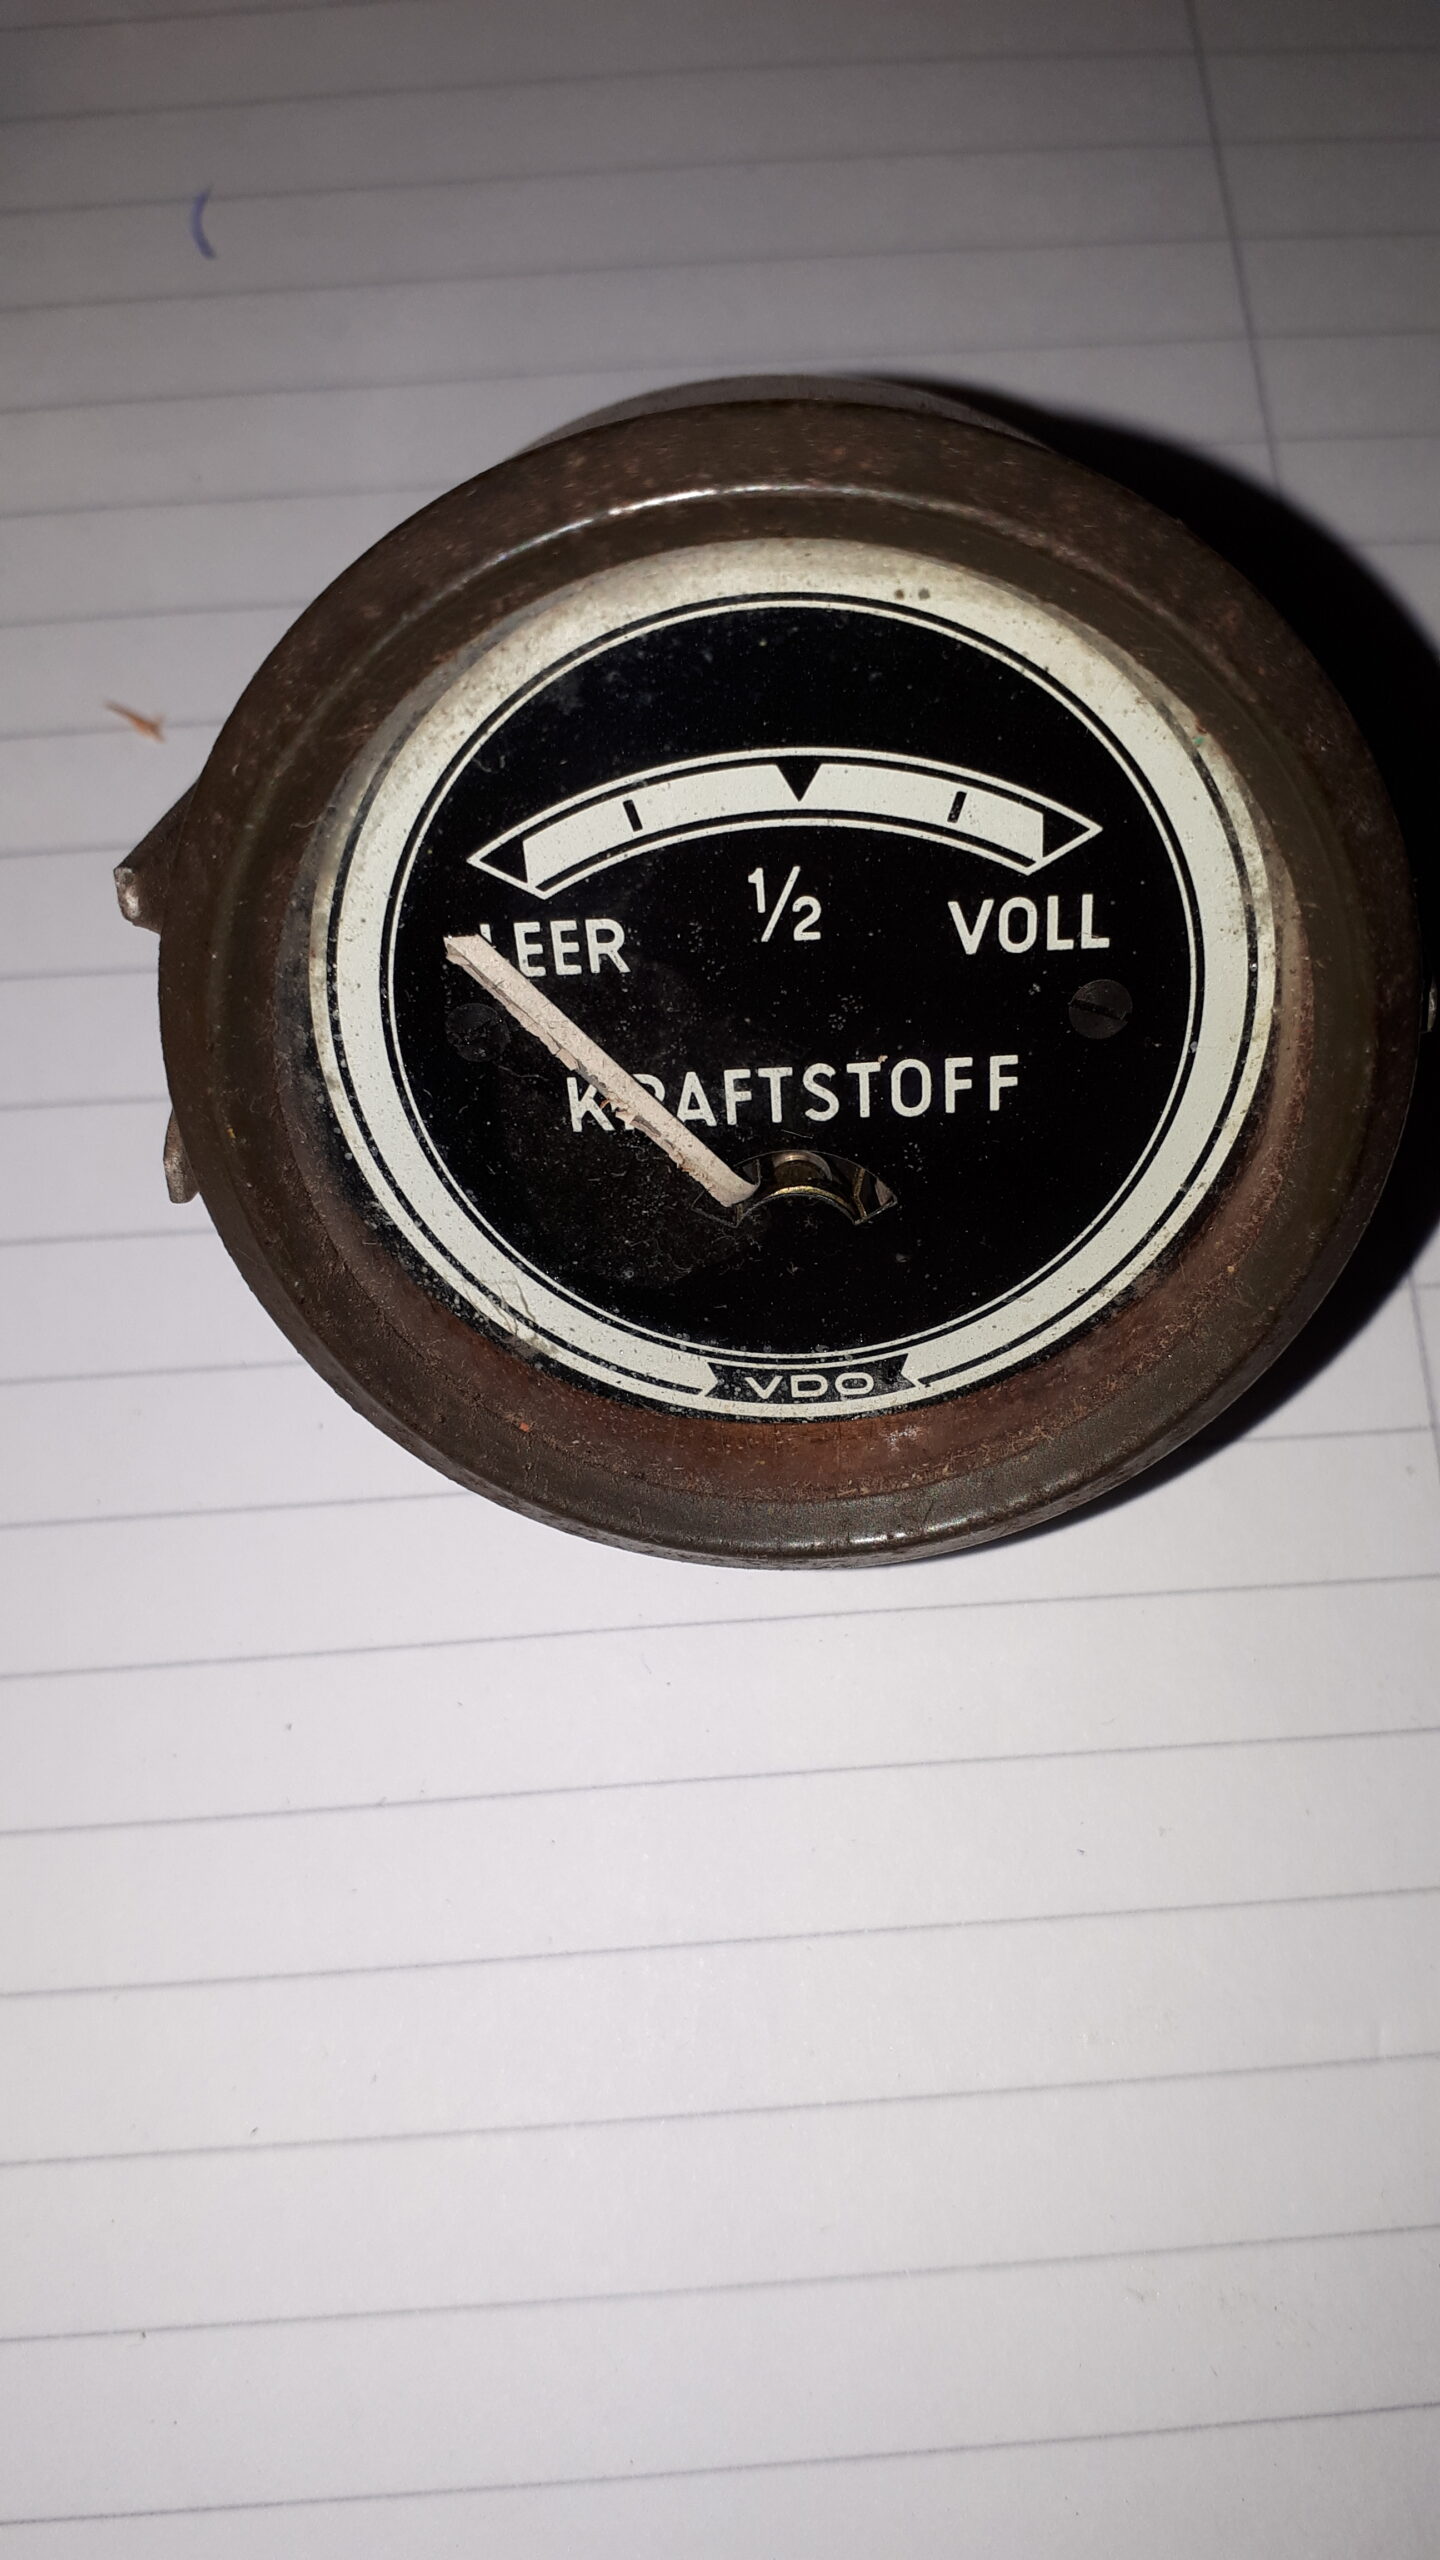 LEER ½ VOLL
KRAFTSTOFF
VDO